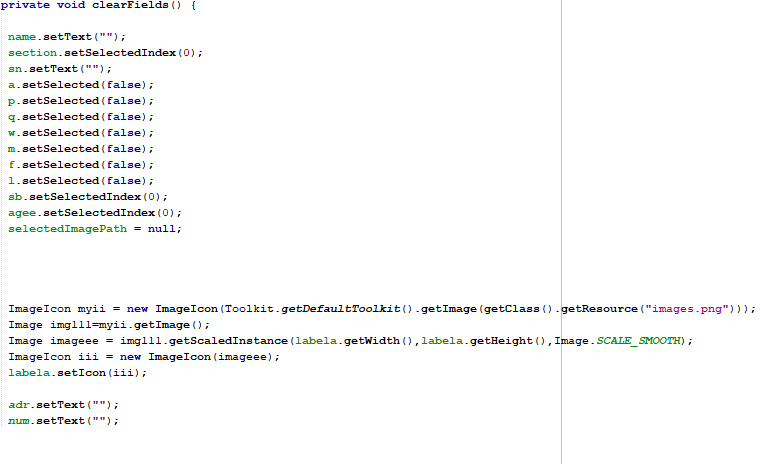 private void clearFields() {
name.setText("");
section.setSelectedIndex(0);
sn.setText("");
a.setSelected(false);
p.setSelected(false);
q.setSelected(false);
w.setSelected(false);
m.setSelected(false);
f.setSelected(false);
l.setSelected(false);
sb.setSelectedIndex(0);
agee.setSelectedIndex(0);
selectedImagePath = null;
ImageIcon myii = new ImageIcon(Toolkit.getDefaultToolkit().getImage(getClass().getResource("images.png")));
Image imglll=myii.getImage();
Image imageee = imglll.getScaledInstance(labela.getWidth(),labela.getHeight(),Image.SCALE_SMOOTH);
ImageIcon iii = new ImageIcon(imageee);
labela.setIcon(iii);
adr.setText("");
num.setText("");